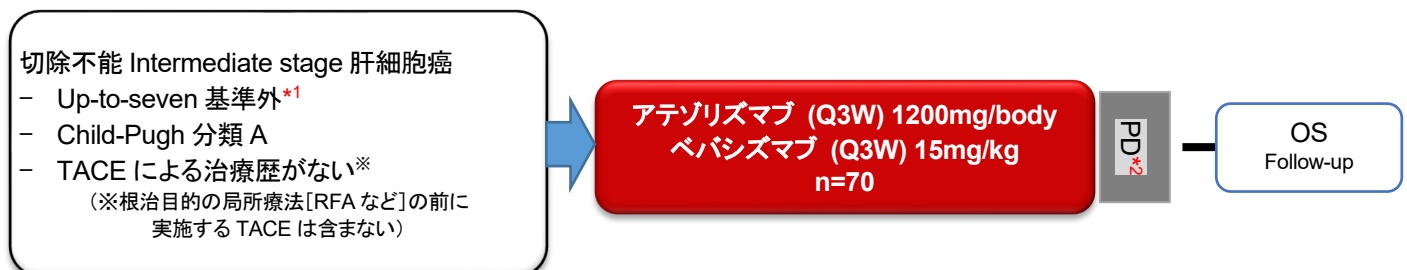 切除不能 Intermediate stage 肝細胞癌
− Up-to-seven 基準外*1
− Child-Pugh 分類 A
− TACE による治療歴がない※
（※根治目的の局所療法［RFA など］の前に
実施する TACE は含まない）
アテゾリズマブ (Q3W) 1200mg/body
ベバシズマブ (Q3W) 15mg/kg
n=70
PD*2
OS
Follow-up